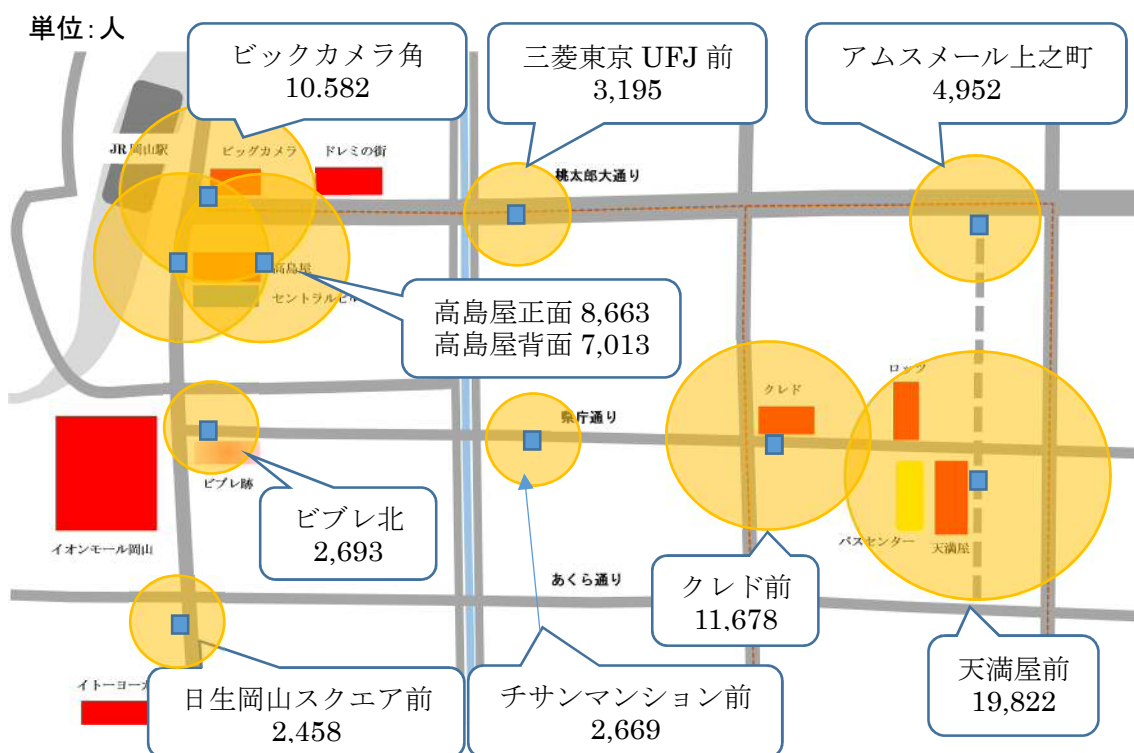 単位：人
ビックカメラ角
10.582
三菱東京 UFJ 前
3,195
アムスメール上之町
4,952
JR 岡山駅
ビッグカメラ
ドレミの街
桃太郎大通り
高島屋
セントラルビル
高島屋正面 8,663
高島屋背面 7,013
クレド
ロッツ
県庁通り
ビブレ跡
ビブレ北
2,693
イオンモール岡山
バスセンター
天満屋
あくら通り
クレド前
11,678
天満屋前
19,822
イトーヨーカ
日生岡山スクエア前
2,458
チサンマンション前
2,669